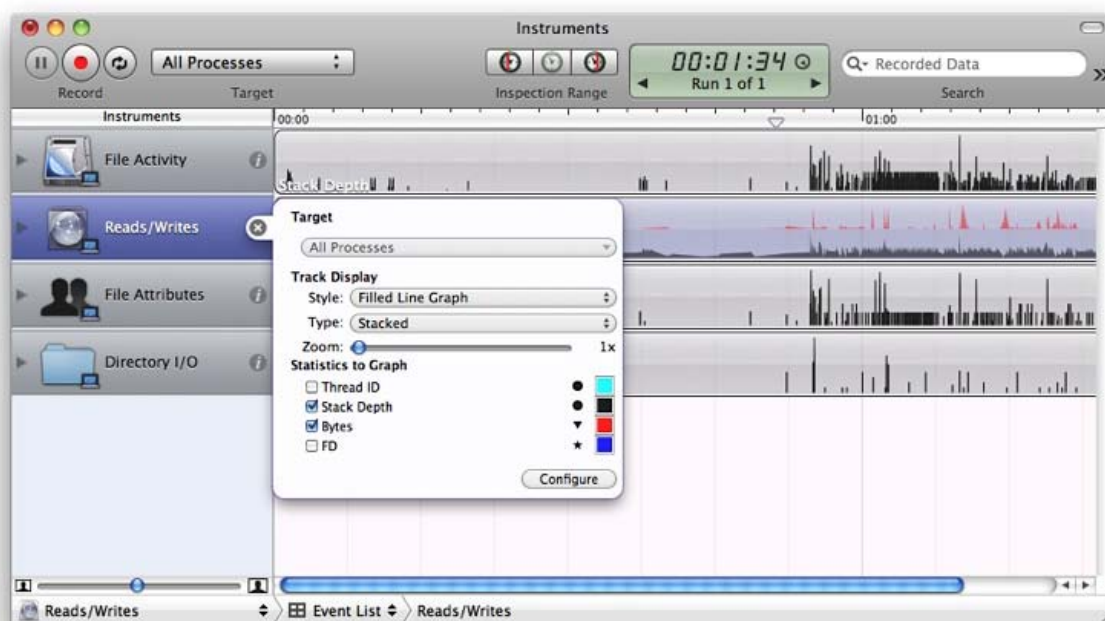 Instruments
All Processes
00:01:34
Run 1 of 1
Recorded Data
Record
Target
Inspection Range
Search
Instruments
00:00
01:00
File Activity
Stack Depth
Reads/Writes
File Attributes
Directory I/O
Target
All Processes
Track Display
Style: Filled Line Graph
Type: Stacked
Zoom: 1x
Statistics to Graph
Thread ID
Stack Depth
Bytes
FD
Configure
Reads/Writes
Event List
Reads/Writes